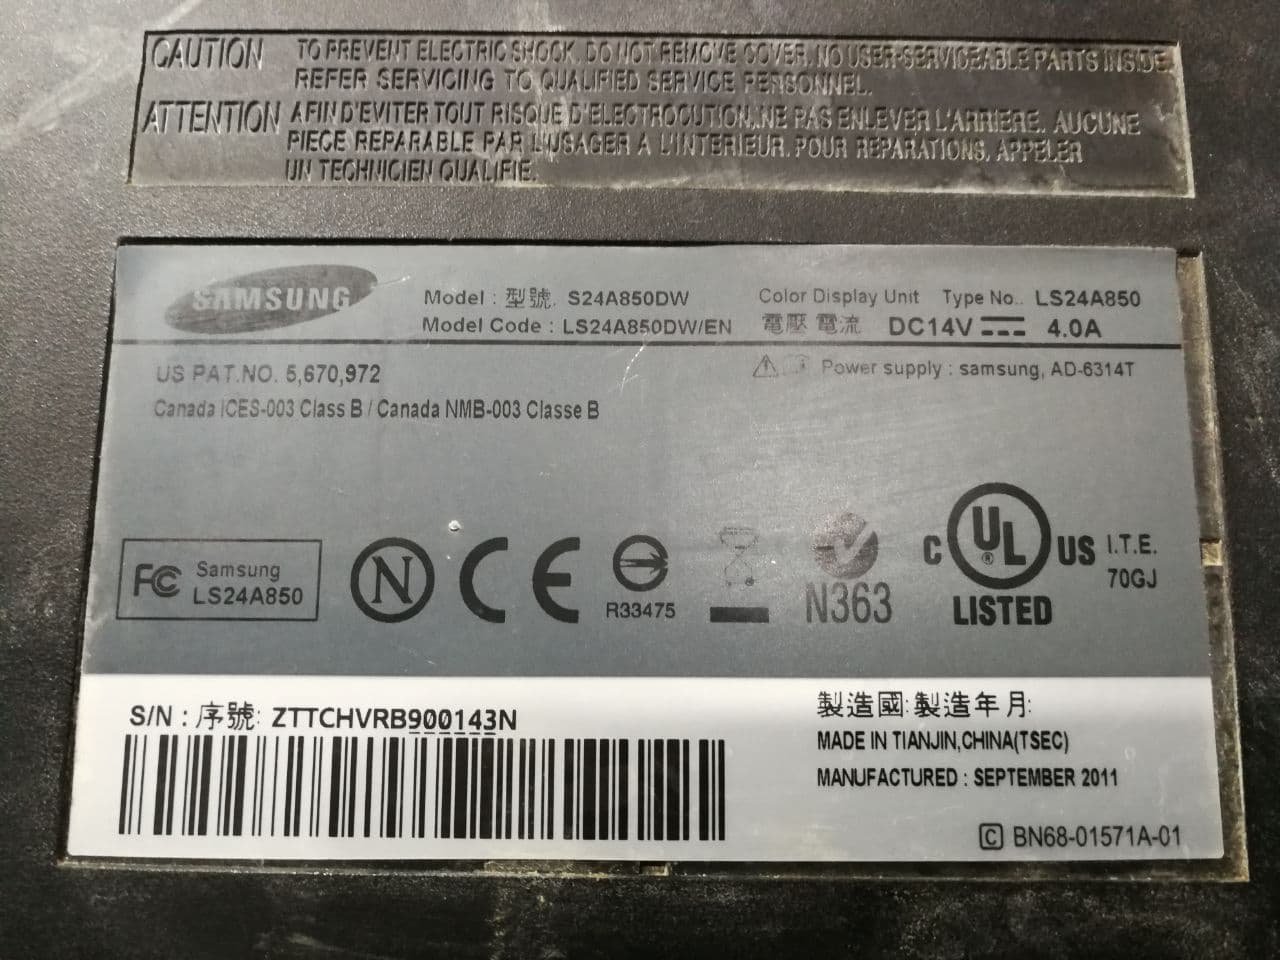 CAUTION TO PREVENT ELECTRIC SHOCK, DO NOT REMOVE COVER. NO USER-SERVICEABLE PARTS INSIDE.
REFER SERVICING TO QUALIFIED SERVICE PERSONNEL.
ATTENTION AFIN D'EVITER TOUT RISQUE D'ELECTROCUTION, NE PAS ENLEVER L'ARRIERE. AUCUNE
PIECE REPARABLE PAR L'USAGER A L'INTERIEUR. POUR REPARATIONS, APPELER
UN TECHNICIEN QUALIFIE.
SAMSUNG
Model : 型號. S24A850DW
Model Code : LS24A850DW/EN
Color Display Unit Type No.. LS24A850
電壓 電流 DC14V 4.0A
US PAT.NO. 5,670,972
Power supply : samsung, AD-6314T
Canada ICES-003 Class B / Canada NMB-003 Classe B
FC Samsung
LS24A850
N
CE
R33475
N363
C UL ® US
LISTED
I.T.E.
70GJ
S/N : 序號: ZTTCHVRB900143N
製造國: 製造年月:
MADE IN TIANJIN,CHINA(TSEC)
MANUFACTURED : SEPTEMBER 2011
C BN68-01571A-01